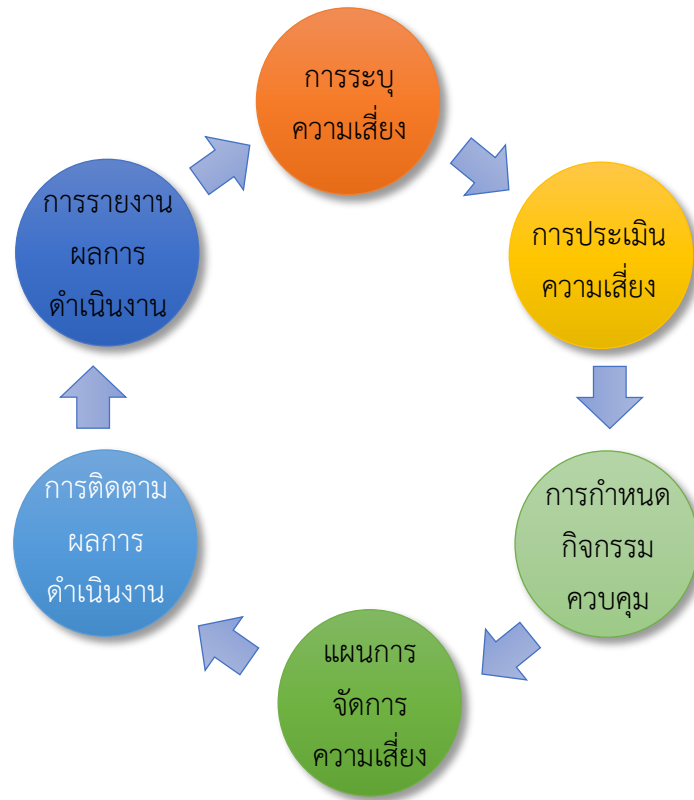 การระบุ
ความเสี่ยง
การประเมิน
ความเสี่ยง
การกำหนด
กิจกรรม
ควบคุม
แผนการ
จัดการ
ความเสี่ยง
การติดตาม
ผลการ
ดำเนินงาน
การรายงาน
ผลการ
ดำเนินงาน